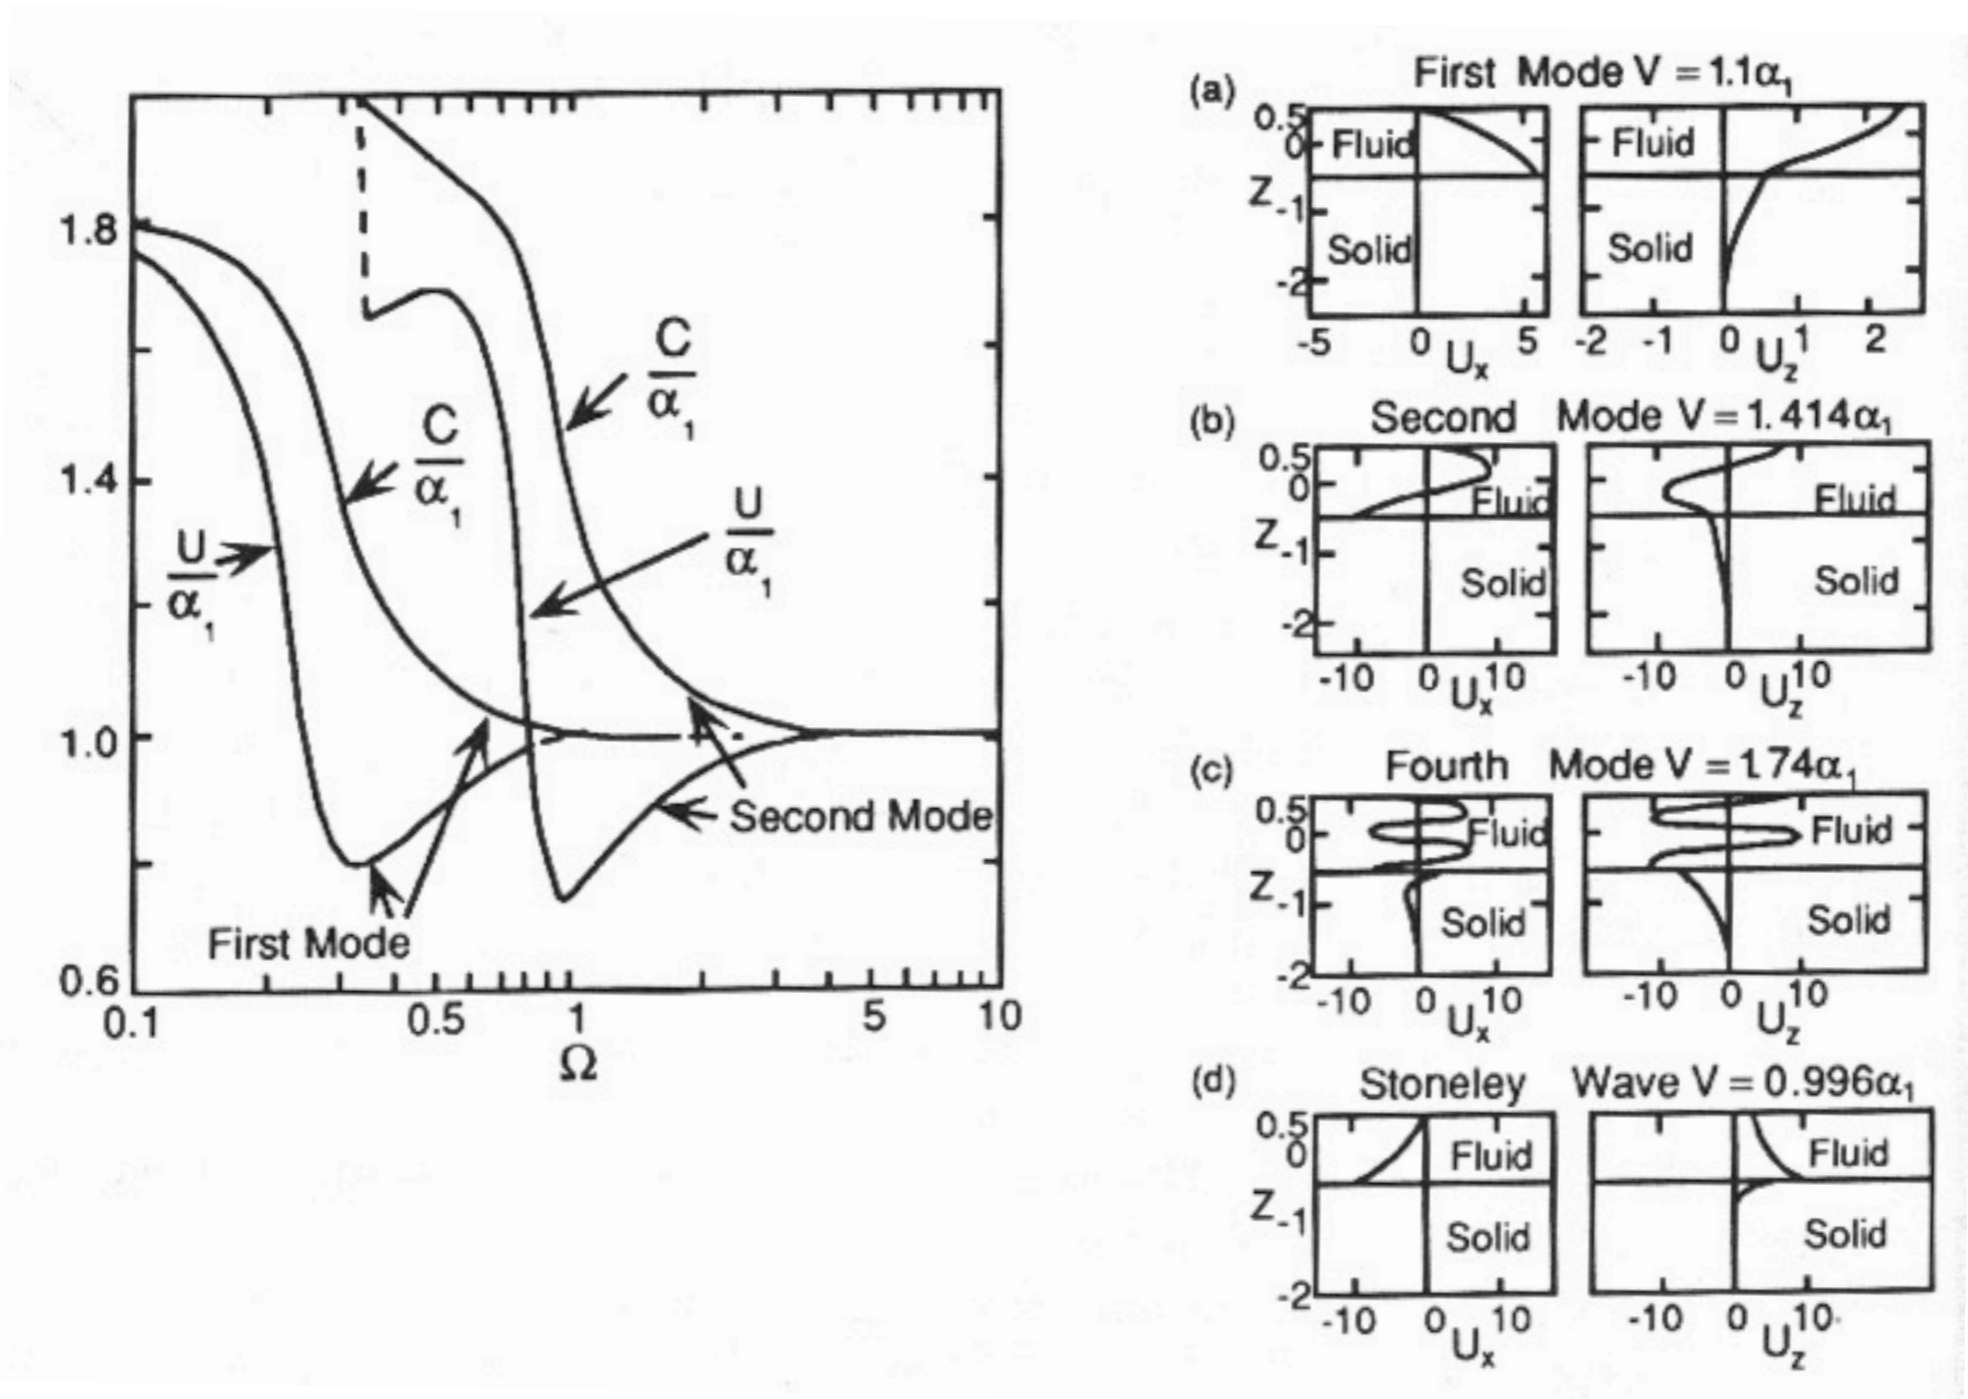 1.8
1.4
1.0
0.6
0.1
0.5
1
5
10
Ω
C
α₁
C
α₁
U
α₁
U
α₁
First Mode
Second Mode
(a) First Mode V = 1.1α₁
0.5
0
Z
-1
-2
Fluid
Solid
Fluid
Solid
-5 0 Uₓ 5
-2 -1 0 U_z 1 2
(b) Second Mode V = 1.414α₁
0.5
0
Z
-1
-2
Fluid
Solid
Fluid
Solid
-10 0 Uₓ 10
-10 0 U_z 10
(c) Fourth Mode V = 1.74α₁
0.5
0
Z
-1
-2
Fluid
Solid
Fluid
Solid
-10 0 Uₓ 10
-10 0 U_z 10
(d) Stoneley Wave V = 0.996α₁
0.5
0
Z
-1
-2
Fluid
Solid
Fluid
Solid
-10 0 Uₓ 10
-10 0 U_z 10